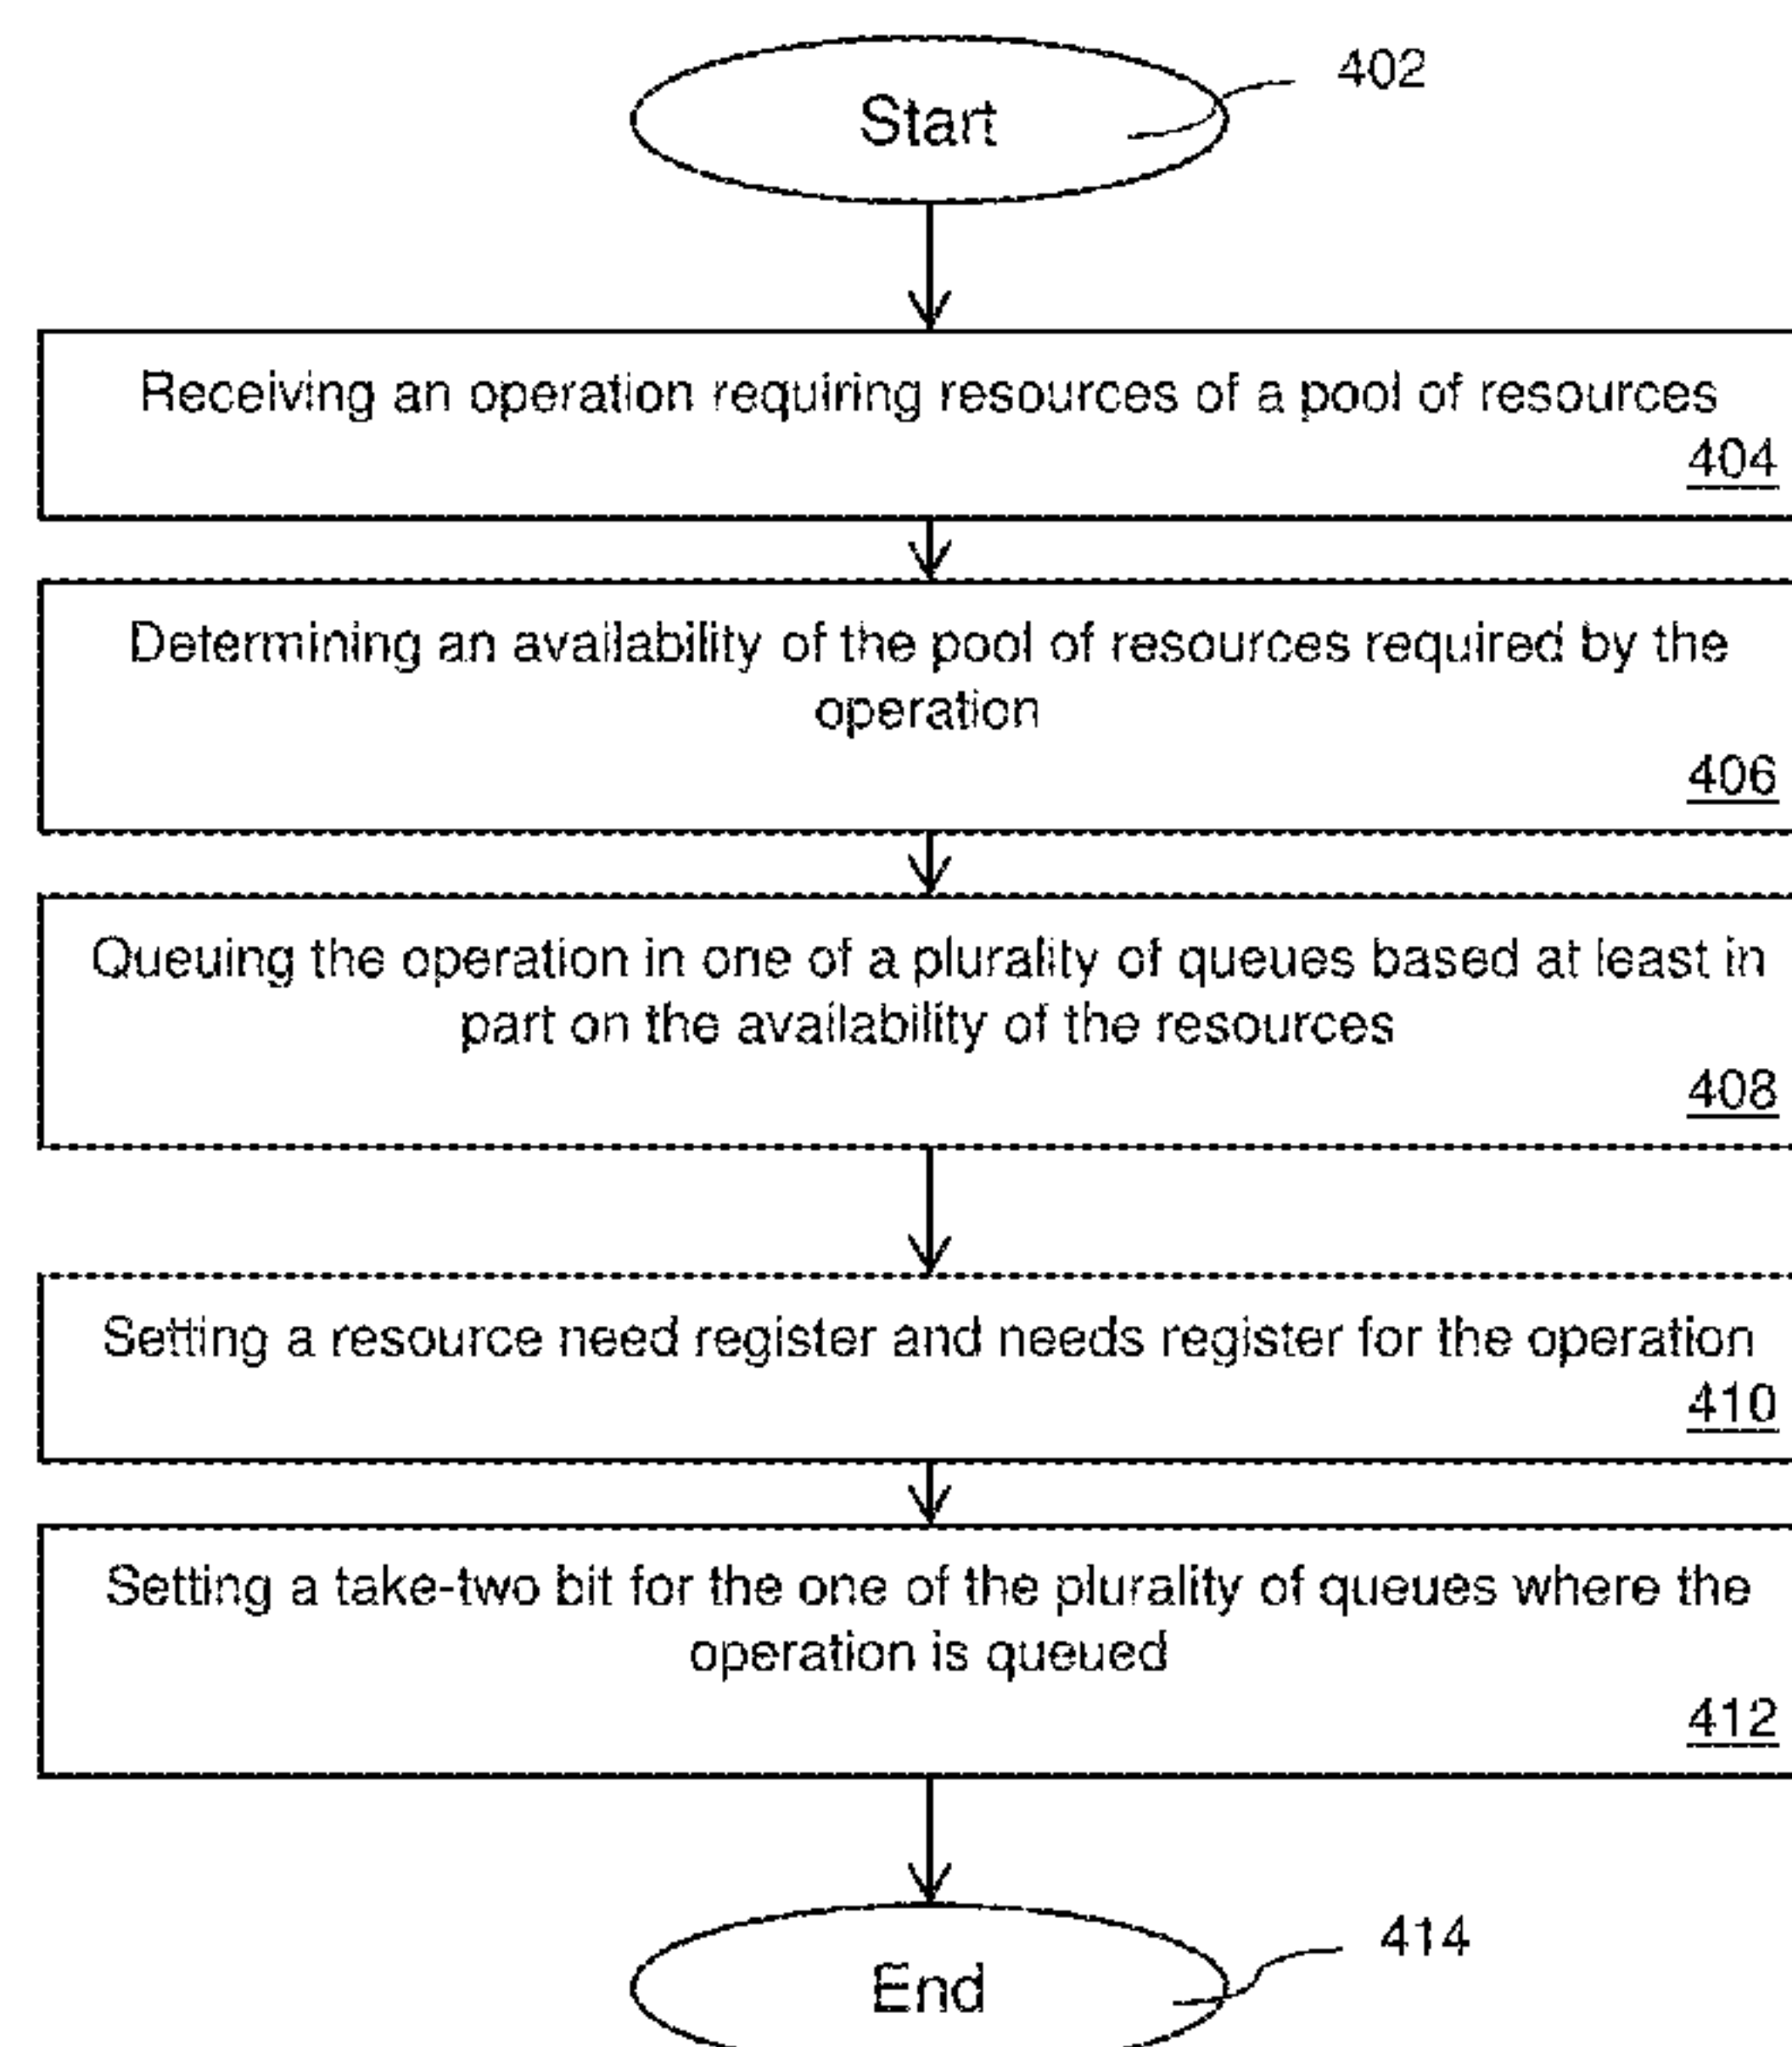 402
Start
Receiving an operation requiring resources of a pool of resources
404
Determining an availability of the pool of resources required by the
operation
406
Queuing the operation in one of a plurality of queues based at least in
part on the availability of the resources
408
Setting a resource need register and needs register for the operation
410
Setting a take-two bit for the one of the plurality of queues where the
operation is queued
412
414
End